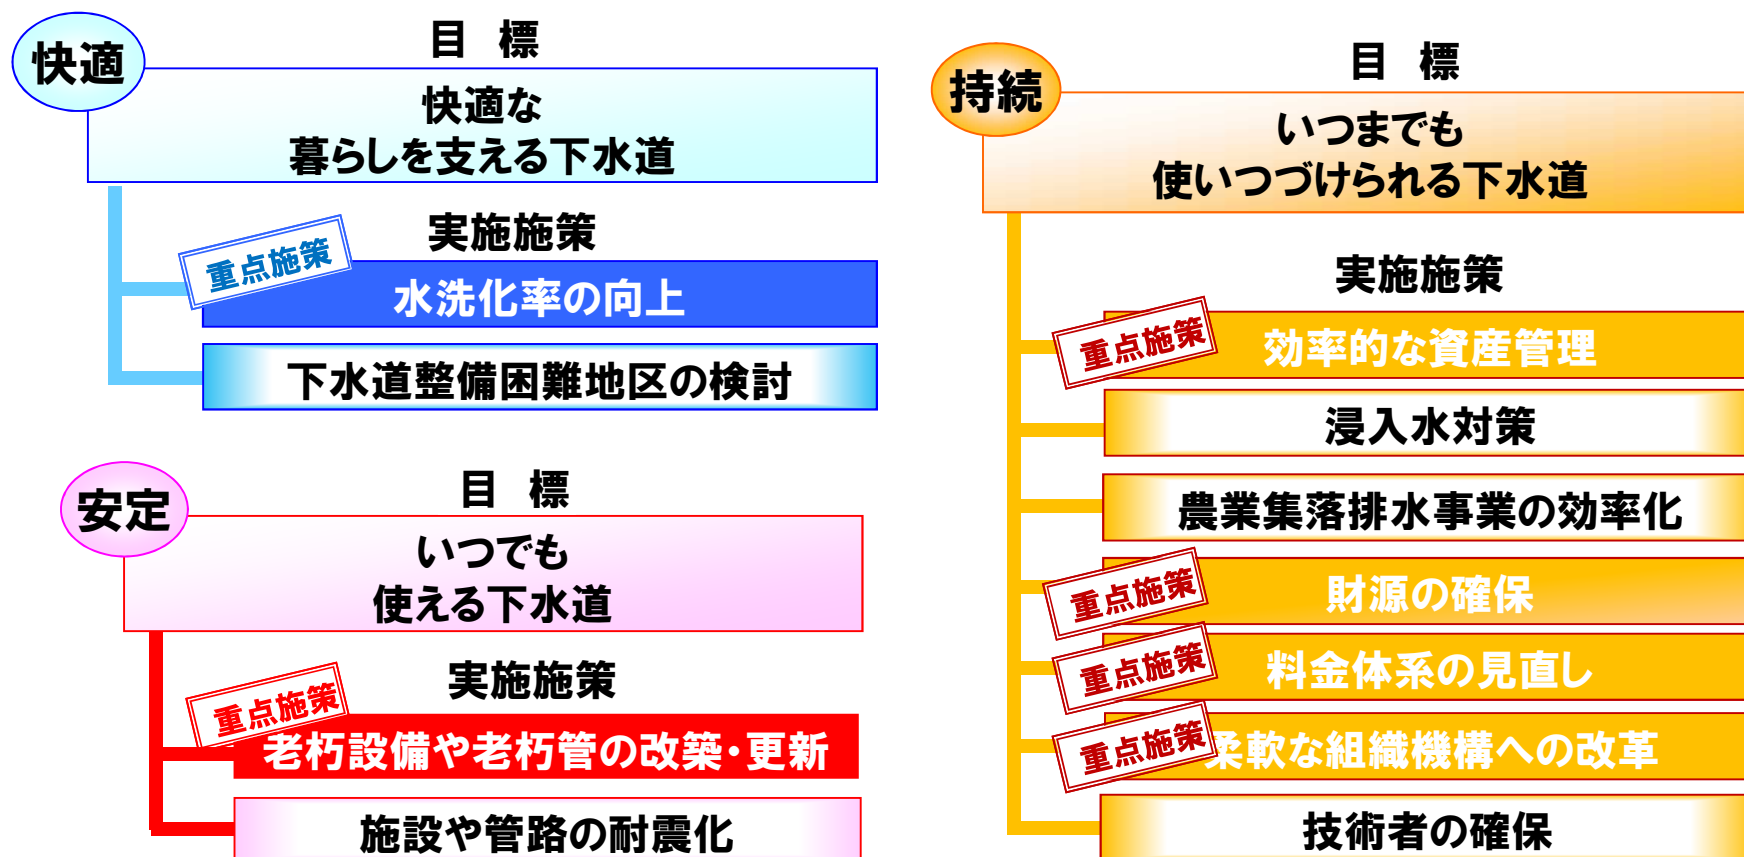 快適
目 標
快適な
暮らしを支える下水道
実施施策
重点施策
水洗化率の向上
下水道整備困難地区の検討
安定
目 標
いつでも
使える下水道
実施施策
重点施策
老朽設備や老朽管の改築・更新
施設や管路の耐震化
持続
目 標
いつまでも
使いつづけられる下水道
実施施策
重点施策
効率的な資産管理
浸入水対策
農業集落排水事業の効率化
重点施策
財源の確保
重点施策
料金体系の見直し
重点施策
柔軟な組織機構への改革
技術者の確保